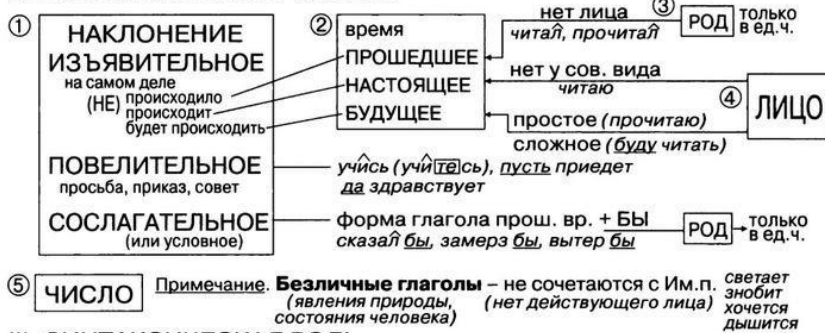 ① НАКЛОНЕНИЕ
ИЗЪЯВИТЕЛЬНОЕ
на самом деле
(НЕ) происходило
происходит
будет происходить
ПОВЕЛИТЕЛЬНОЕ
просьба, приказ, совет
СОСЛАГАТЕЛЬНОЕ
(или условное)
② время
ПРОШЕДШЕЕ
НАСТОЯЩЕЕ
БУДУЩЕЕ
нет лица
читал, прочитал
③ РОД только
в ед.ч.
нет у сов. вида
читаю
④ ЛИЦО
простое (прочитаю)
сложное (буду читать)
учись (учитесь), пусть приедет
да здравствует
форма глагола прош. вр. + БЫ
сказал бы, замерз бы, вытер бы
РОД только
в ед.ч.
⑤ ЧИСЛО
Примечание. Безличные глаголы – не сочетаются с Им.п.
(явления природы, (нет действующего лица)
состояния человека)
светает
знобит
хочется
дышится